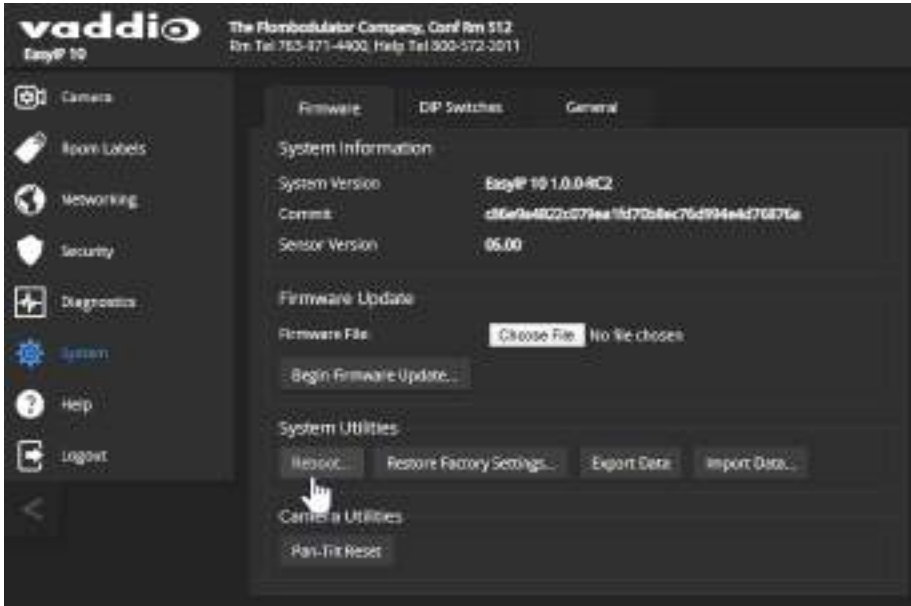 vaddio
EasyIP 10
The Flombodulator Company, Conf Rm 512
Rm Tel 763-971-4400, Help Tel 800-572-2011
Camera
Room Labels
Networking
Security
Diagnostics
System
Help
Logout
<
Firmware
DIP Switches
General
System Information
System Version
EasyIP 10 1.0.0-RC2
Commit
Sensor Version
06.00
Firmware Update
Firmware File
Choose File
No file chosen
Begin Firmware Update...
System Utilities
Reboot...
Restore Factory Settings...
Export Data
Import Data...
Camera Utilities
Pan-Tilt Reset